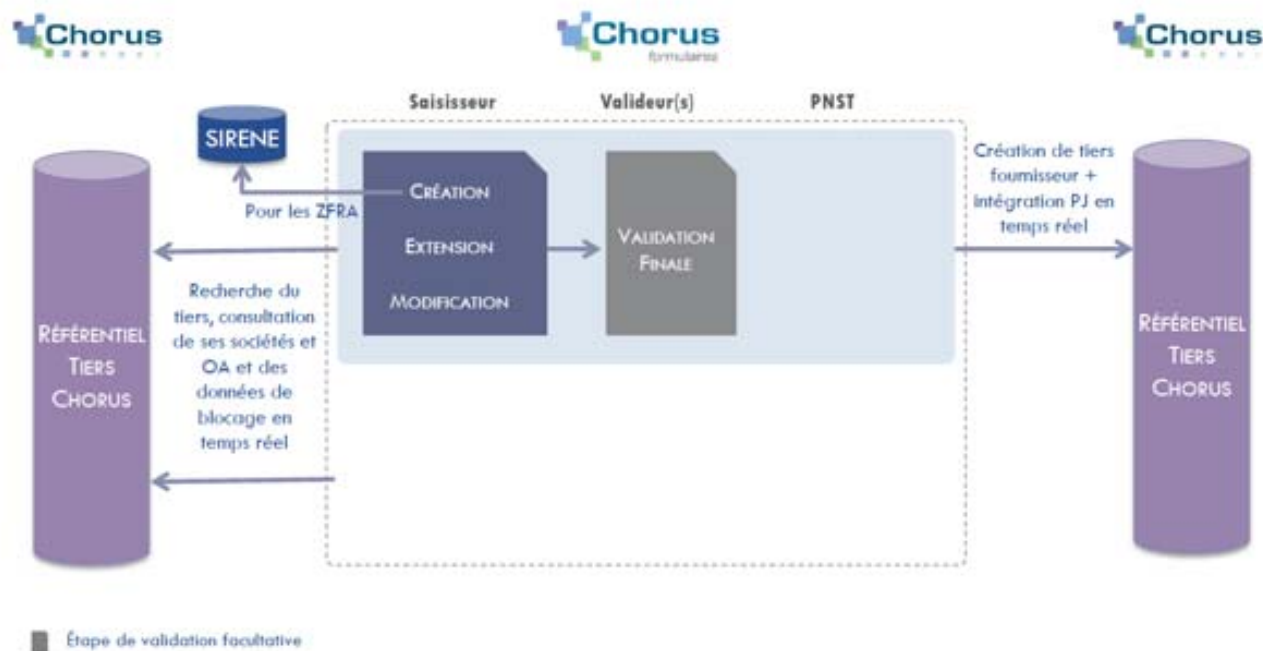 Chorus
Chorus
formulaires
Chorus
Saisisseur
Valideur(s)
PNST
SIRENE
Pour les ZFRA
CRÉATION
EXTENSION
MODIFICATION
VALIDATION
FINALE
Création de tiers
fournisseur +
intégration PJ en
temps réel
RÉFÉRENTIEL
TIERS
CHORUS
Recherche du
tiers, consultation
de ses sociétés et
OA et des
données de
blocage en
temps réel
RÉFÉRENTIEL
TIERS
CHORUS
Étape de validation facultative